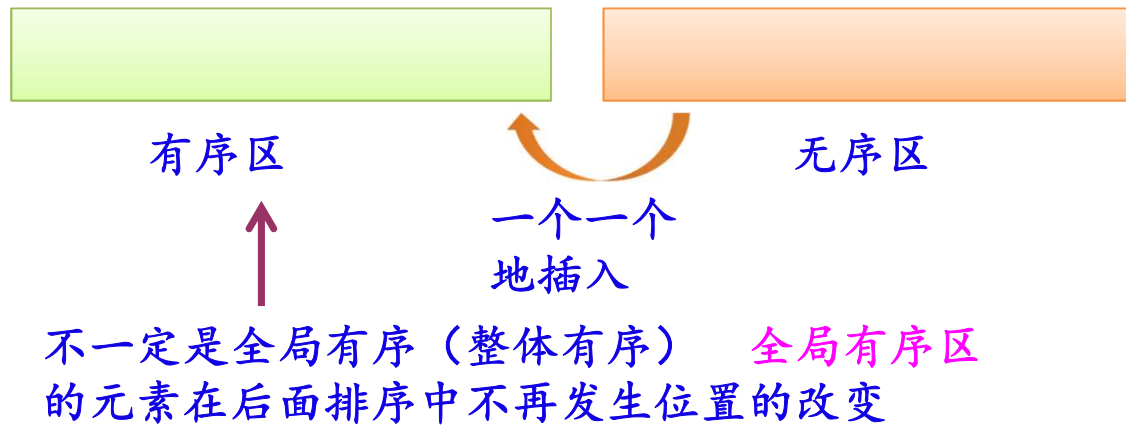 有序区
无序区
一个一个
地插入
不一定是全局有序（整体有序） 全局有序区
的元素在后面排序中不再发生位置的改变